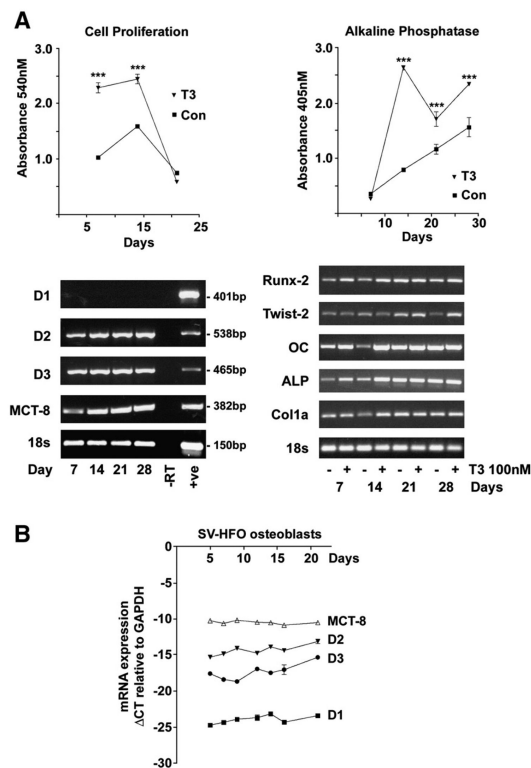 A
Cell Proliferation
Absorbance 540nM
3.0
2.0
1.0
*** ***
T3
Con
5 15 25
Days
Alkaline Phosphatase
Absorbance 405nM
3.0
2.0
1.0
***
***
***
T3
Con
0 10 20 30
Days
D1 - 401bp
D2 - 538bp
D3 - 465bp
MCT-8 - 382bp
18s - 150bp
Day 7 14 21 28 -RT +ve
Runx-2
Twist-2
OC
ALP
Col1a
18s
- + - + - + - + T3 100nM
7 14 21 28 Days
B
SV-HFO osteoblasts
5 10 15 20 Days
mRNA expression
ΔCT relative to GAPDH
0
-5
-10
-15
-20
-25
-30
MCT-8
D2
D3
D1